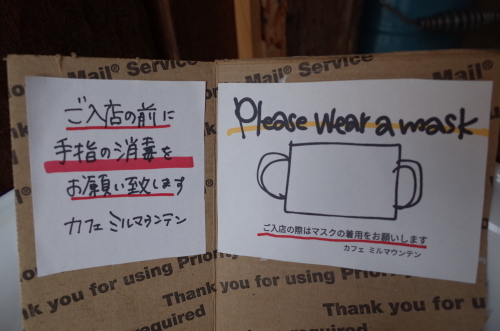 Mail® Service
Mail® Service
ご入店の前に
手指の消毒を
お願い致します
カフェ ミルマウンテン
Please wear a mask
ご入店の際はマスクの着用をお願いします
カフェ ミルマウンテン
Thank you for using Priority
Thank you
Thank you for using
Thank you for using
required